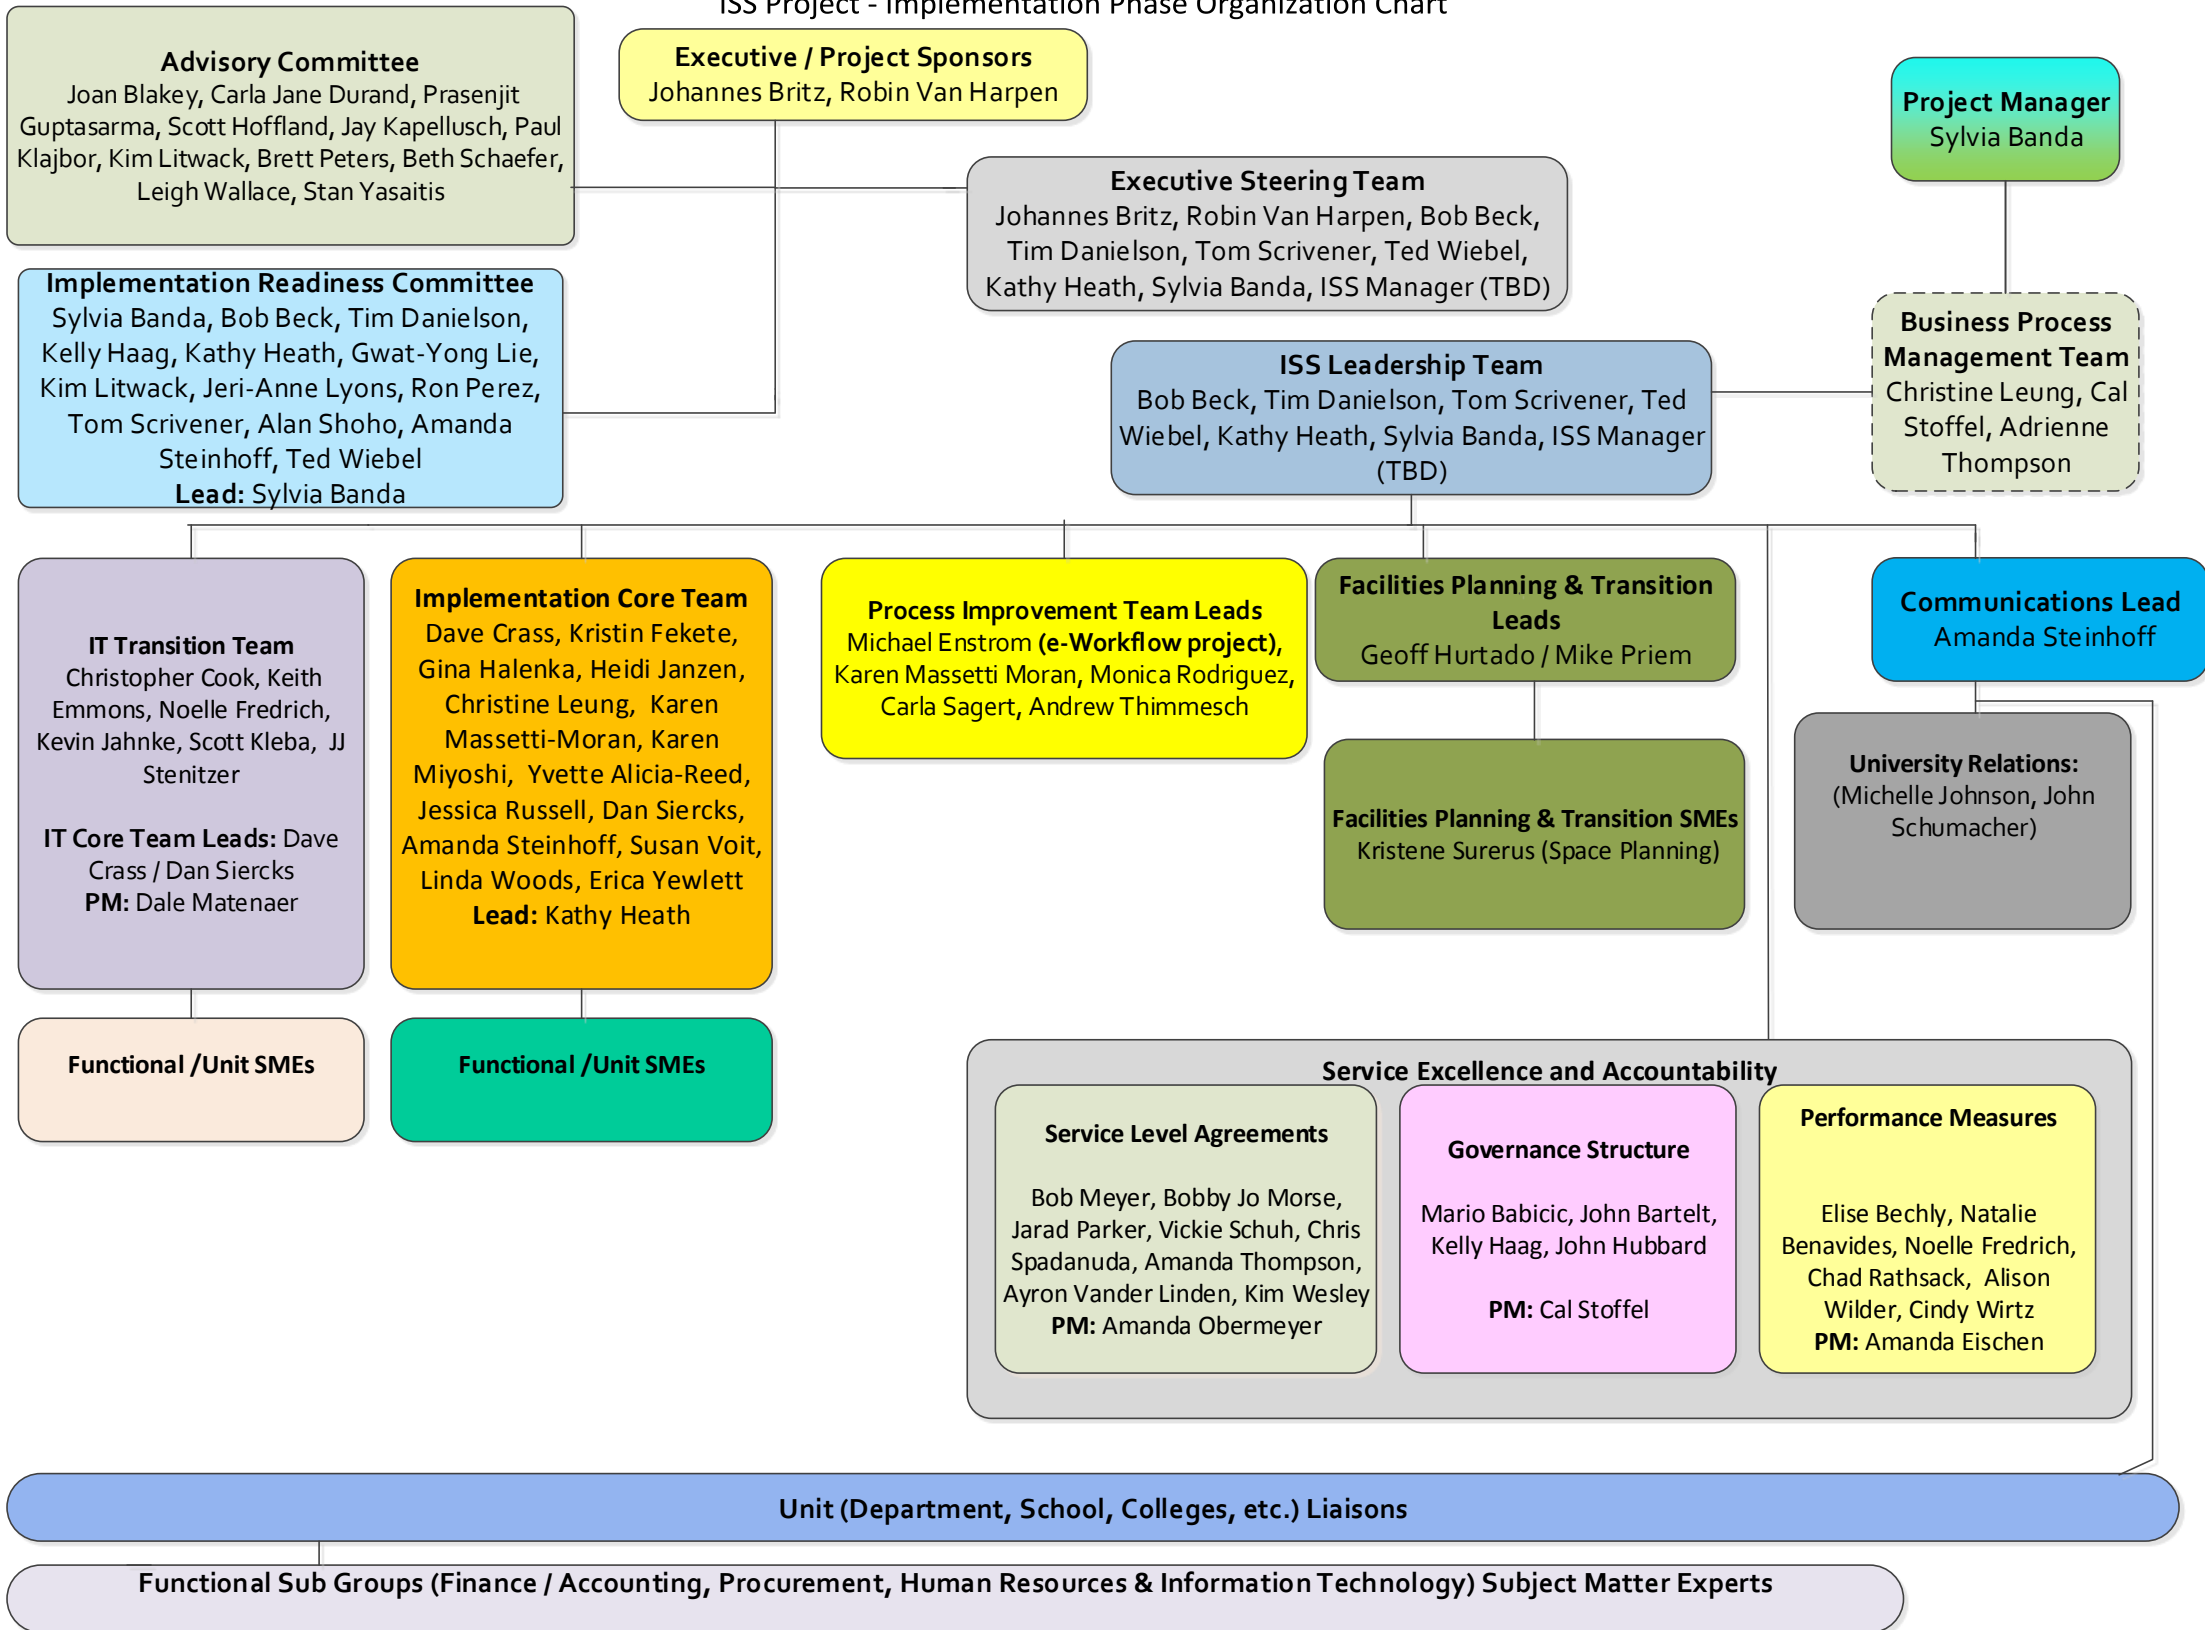 ISS Project - Implementation Phase Organization Chart
Advisory Committee
Joan Blakey, Carla Jane Durand, Prasenjit
Guptasarma, Scott Hoffland, Jay Kapellusch, Paul
Klajbor, Kim Litwack, Brett Peters, Beth Schaefer,
Leigh Wallace, Stan Yasaitis
Executive / Project Sponsors
Johannes Britz, Robin Van Harpen
Project Manager
Sylvia Banda
Executive Steering Team
Johannes Britz, Robin Van Harpen, Bob Beck,
Tim Danielson, Tom Scrivener, Ted Wiebel,
Kathy Heath, Sylvia Banda, ISS Manager (TBD)
Implementation Readiness Committee
Sylvia Banda, Bob Beck, Tim Danielson,
Kelly Haag, Kathy Heath, Gwat-Yong Lie,
Kim Litwack, Jeri-Anne Lyons, Ron Perez,
Tom Scrivener, Alan Shoho, Amanda
Steinhoff, Ted Wiebel
Lead: Sylvia Banda
ISS Leadership Team
Bob Beck, Tim Danielson, Tom Scrivener, Ted
Wiebel, Kathy Heath, Sylvia Banda, ISS Manager
(TBD)
Business Process
Management Team
Christine Leung, Cal
Stoffel, Adrienne
Thompson
IT Transition Team
Christopher Cook, Keith
Emmons, Noelle Fredrich,
Kevin Jahnke, Scott Kleba, JJ
Stenitzer
IT Core Team Leads: Dave
Crass / Dan Siercks
PM: Dale Matenaer
Implementation Core Team
Dave Crass, Kristin Fekete,
Gina Halenka, Heidi Janzen,
Christine Leung, Karen
Massetti-Moran, Karen
Miyoshi, Yvette Alicia-Reed,
Jessica Russell, Dan Siercks,
Amanda Steinhoff, Susan Voit,
Linda Woods, Erica Yewlett
Lead: Kathy Heath
Process Improvement Team Leads
Michael Enstrom (e-Workflow project),
Karen Massetti Moran, Monica Rodriguez,
Carla Sagert, Andrew Thimmesch
Facilities Planning & Transition
Leads
Geoff Hurtado / Mike Priem
Communications Lead
Amanda Steinhoff
Facilities Planning & Transition SMEs
Kristene Surerus (Space Planning)
University Relations:
(Michelle Johnson, John
Schumacher)
Functional /Unit SMEs
Functional /Unit SMEs
Service Excellence and Accountability
Service Level Agreements
Bob Meyer, Bobby Jo Morse,
Jarad Parker, Vickie Schuh, Chris
Spadanuda, Amanda Thompson,
Ayron Vander Linden, Kim Wesley
PM: Amanda Obermeyer
Governance Structure
Mario Babicic, John Bartelt,
Kelly Haag, John Hubbard
PM: Cal Stoffel
Performance Measures
Elise Bechly, Natalie
Benavides, Noelle Fredrich,
Chad Rathsack, Alison
Wilder, Cindy Wirtz
PM: Amanda Eischen
Unit (Department, School, Colleges, etc.) Liaisons
Functional Sub Groups (Finance / Accounting, Procurement, Human Resources & Information Technology) Subject Matter Experts